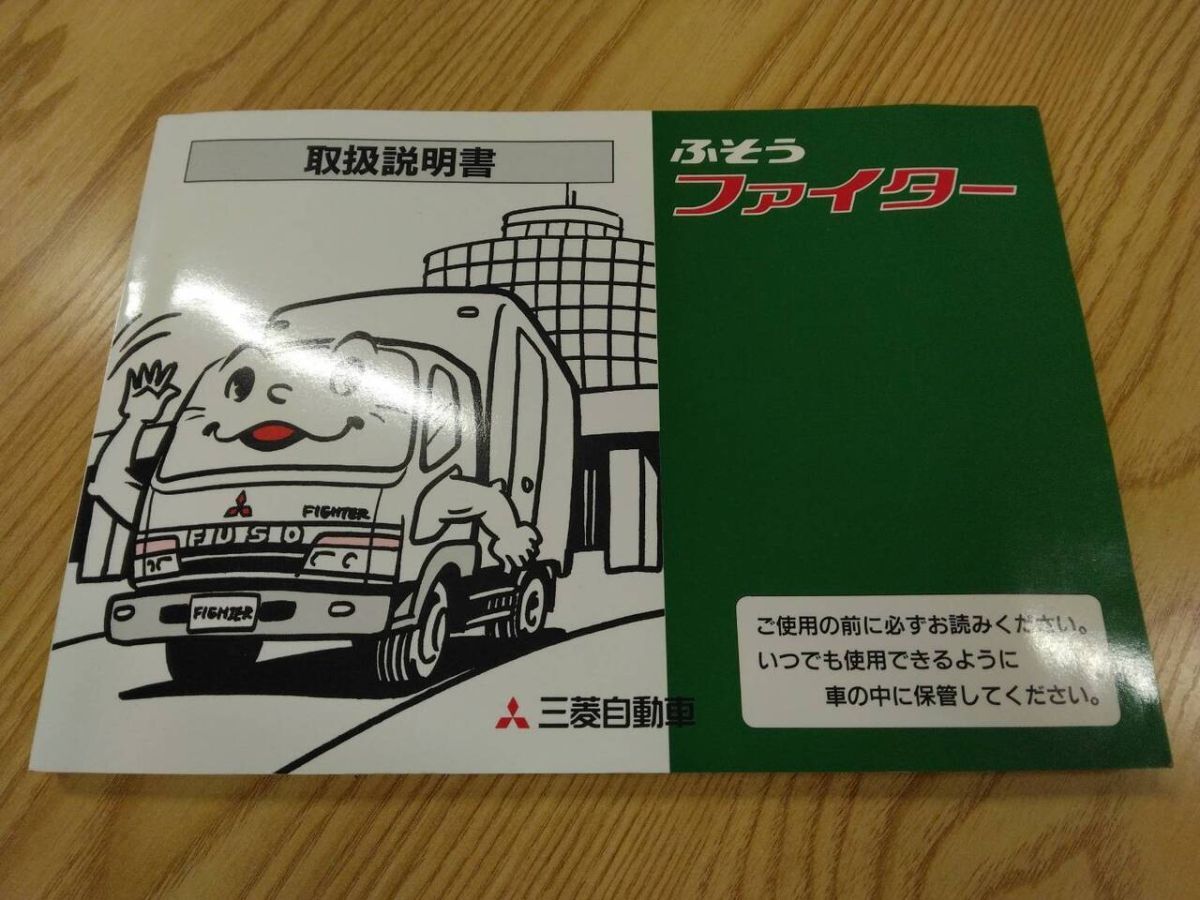 取扱説明書
ふそう
ファイター
FIGHTER
FUSO
FIGHTER
三菱自動車
ご使用の前に必ずお読みください。
いつでも使用できるように
車の中に保管してください。